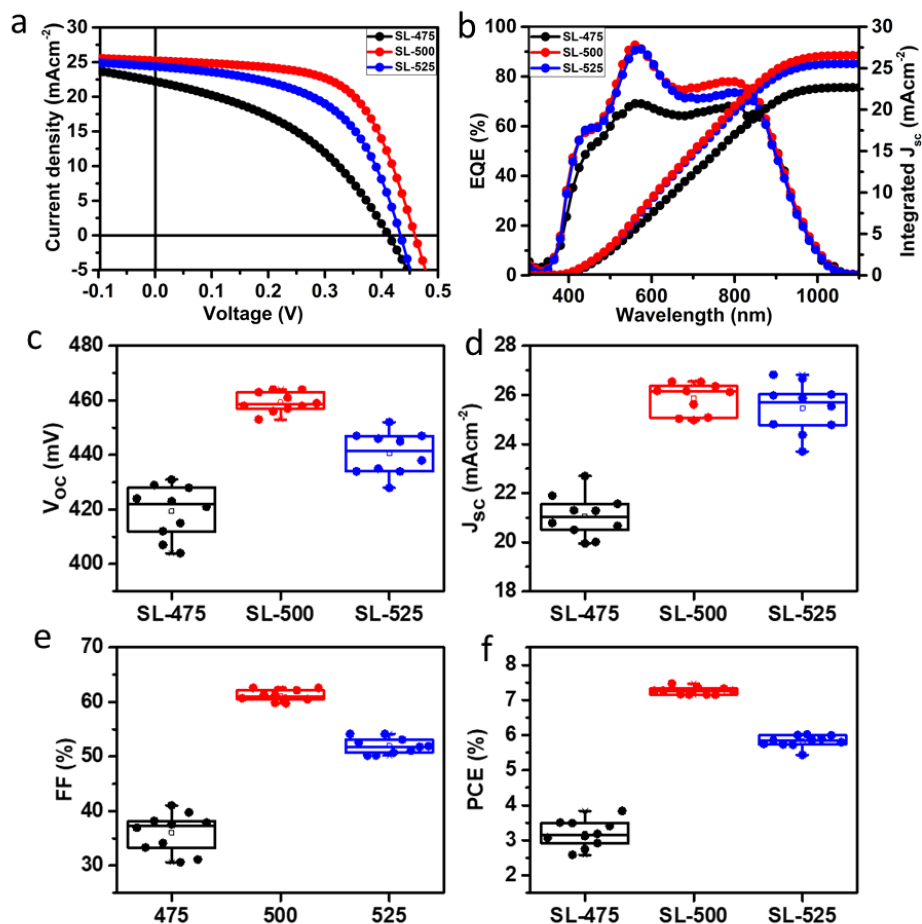 a
Current density (mAcm-2)
30
25
20
15
10
5
0
-5
-0.1 0.0 0.1 0.2 0.3 0.4 0.5
Voltage (V)
SL-475
SL-500
SL-525
b
EQE (%)
100
80
60
40
20
0
400 600 800 1000
Wavelength (nm)
SL-475
SL-500
SL-525
30
25
20
15
10
5
0
Integrated Jsc (mAcm-2)
c
VOC (mV)
480
460
440
420
400
SL-475 SL-500 SL-525
d
JSC (mAcm-2)
28
26
24
22
20
18
SL-475 SL-500 SL-525
e
FF (%)
70
60
50
40
30
475 500 525
f
PCE (%)
8
7
6
5
4
3
2
1
SL-475 SL-500 SL-525